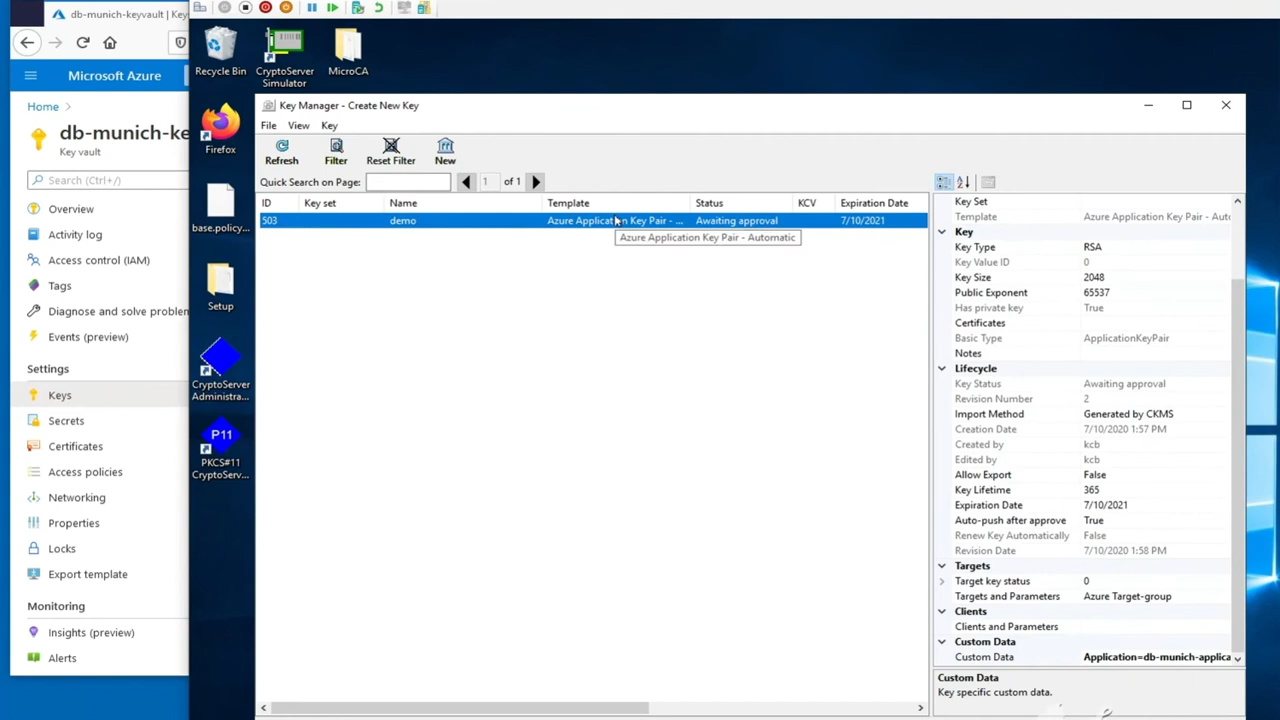 db-munich-keyvault | Key
Microsoft Azure
Home
db-munich-ke
Key vault
Search (Ctrl+/)
Overview
Activity log
Access control (IAM)
Tags
Diagnose and solve problem
Events (preview)
Settings
Keys
Secrets
Certificates
Access policies
Networking
Properties
Locks
Export template
Monitoring
Insights (preview)
Alerts
Recycle Bin
CryptoServer
Simulator
MicroCA
Firefox
base.policy...
Setup
CryptoServer
Administra...
P11
PKCS#11
CryptoServ...
Key Manager - Create New Key
File View Key
Refresh Filter Reset Filter New
Quick Search on Page: 1 of 1
ID Key set Name Template Status KCV Expiration Date
503 demo Azure Application Key Pair - ... Awaiting approval 7/10/2021
Azure Application Key Pair - Automatic
Key Set
Template Azure Application Key Pair - Auto
Key
Key Type RSA
Key Value ID 0
Key Size 2048
Public Exponent 65537
Has private key True
Certificates
Basic Type ApplicationKeyPair
Notes
Lifecycle
Key Status Awaiting approval
Revision Number 2
Import Method Generated by CKMS
Creation Date 7/10/2020 1:57 PM
Created by kcb
Edited by kcb
Allow Export False
Key Lifetime 365
Expiration Date 7/10/2021
Auto-push after approve True
Renew Key Automatically False
Revision Date 7/10/2020 1:58 PM
Targets
Target key status 0
Targets and Parameters Azure Target-group
Clients
Clients and Parameters
Custom Data
Custom Data Application=db-munich-applica
Custom Data
Key specific custom data.